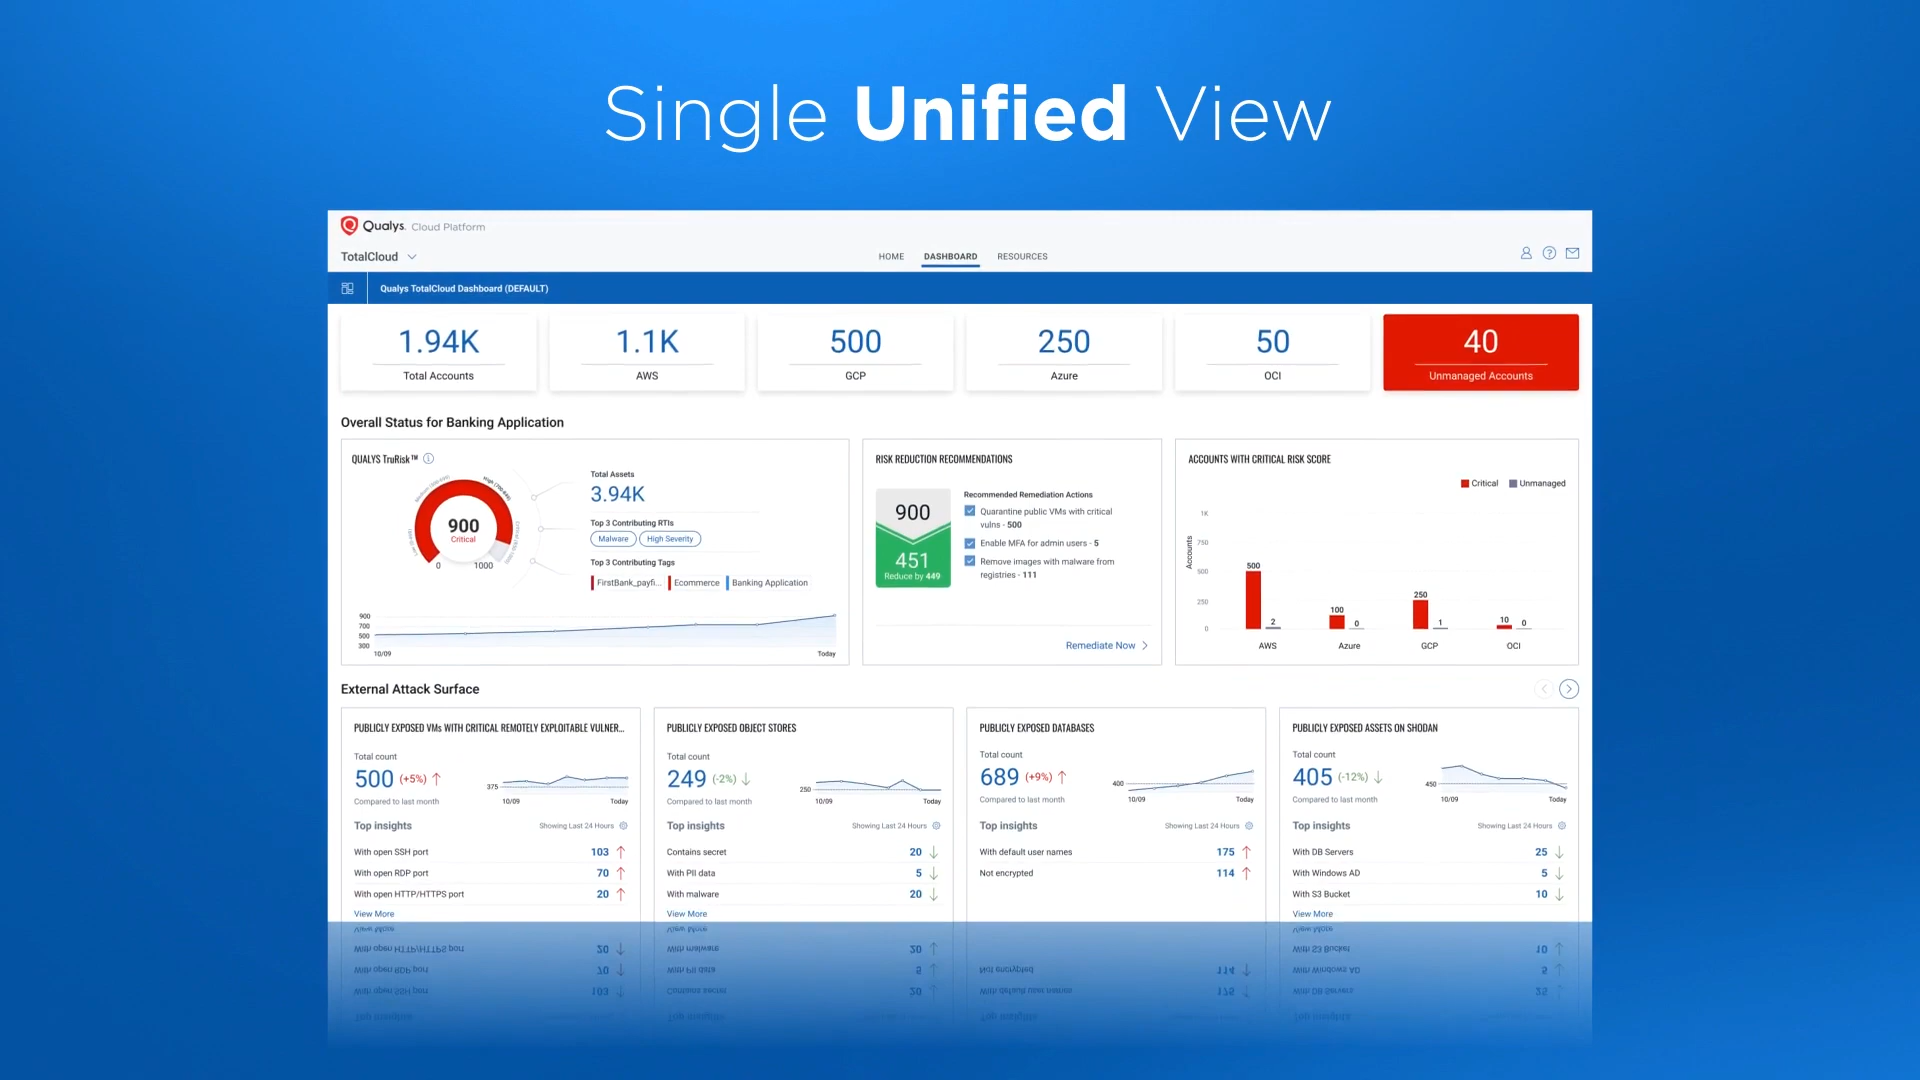 Single Unified View
Qualys. Cloud Platform
TotalCloud
HOME DASHBOARD RESOURCES
Qualys TotalCloud Dashboard (DEFAULT)
1.94K
Total Accounts
1.1K
AWS
500
GCP
250
Azure
50
OCI
40
Unmanaged Accounts
Overall Status for Banking Application
QUALYS TruRisk™
High (700-849)
900
Critical
0 1000
Total Assets
3.94K
Top 3 Contributing RTIs
Malware High Severity
Top 3 Contributing Tags
FirstBank_payfi... Ecommerce Banking Application
900
700
500
300
10/09 Today
RISK REDUCTION RECOMMENDATIONS
900
451
Reduce by 449
Recommended Remediation Actions
Quarantine public VMs with critical
vulns - 500
Enable MFA for admin users - 5
Remove images with malware from
registries - 111
Remediate Now
ACCOUNTS WITH CRITICAL RISK SCORE
Critical Unmanaged
Accounts
1K
750
500
250
0
500 2
100 0
250 1
10 0
AWS Azure GCP OCI
External Attack Surface
PUBLICLY EXPOSED VMs WITH CRITICAL REMOTELY EXPLOITABLE VULNER...
Total count
500 (+5%)
Compared to last month
375
10/09 Today
Top insights Showing Last 24 Hours
With open SSH port 103
With open RDP port 70
With open HTTP/HTTPS port 20
View More
PUBLICLY EXPOSED OBJECT STORES
Total count
249 (-2%)
Compared to last month
250
10/09 Today
Top insights Showing Last 24 Hours
Contains secret 20
With PII data 5
With malware 20
View More
PUBLICLY EXPOSED DATABASES
Total count
689 (+9%)
Compared to last month
400
10/09 Today
Top insights Showing Last 24 Hours
With default user names 175
Not encrypted 114
PUBLICLY EXPOSED ASSETS ON SHODAN
Total count
405 (-12%)
Compared to last month
450
10/09 Today
Top insights Showing Last 24 Hours
With DB Servers 25
With Windows AD 5
With S3 Bucket 10
View More